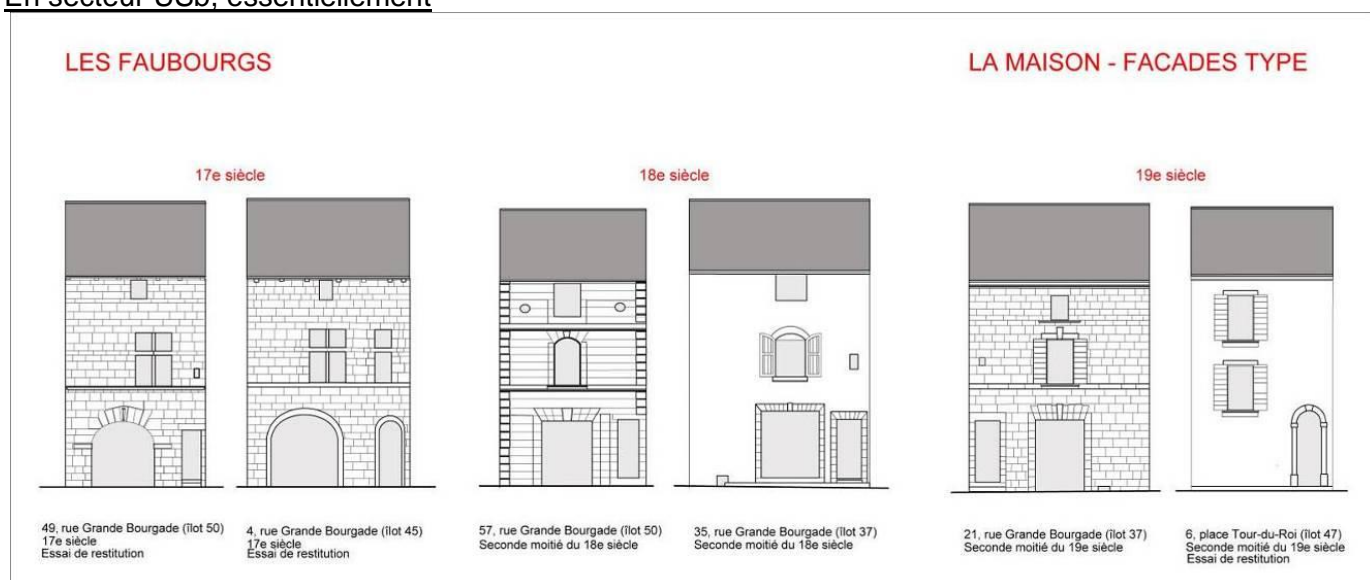 En secteur USb, essentiellement
LES FAUBOURGS
LA MAISON - FACADES TYPE
17e siècle
18e siècle
19e siècle
49, rue Grande Bourgade (îlot 50)
17e siècle
Essai de restitution
4, rue Grande Bourgade (îlot 45)
17e siècle
Essai de restitution
57, rue Grande Bourgade (îlot 50)
Seconde moitié du 18e siècle
35, rue Grande Bourgade (îlot 37)
Seconde moitié du 18e siècle
21, rue Grande Bourgade (îlot 37)
Seconde moitié du 19e siècle
6, place Tour-du-Roi (îlot 47)
Seconde moitié du 19e siècle
Essai de restitution